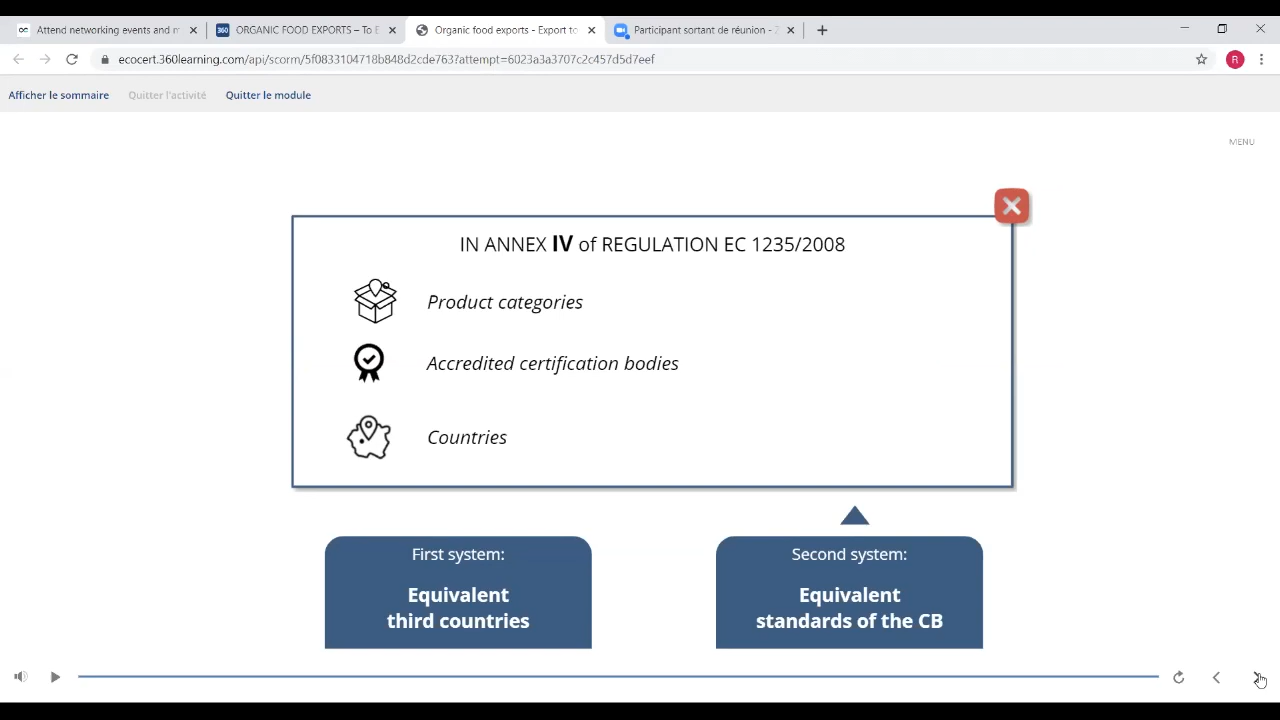 Attend networking events and m
360
ORGANIC FOOD EXPORTS – To E
Organic food exports - Export to
Participant sortant de réunion - Z
ecocert.360learning.com/api/scorm/5f0833104718b848d2cde763?attempt=6023a3a3707c2c457d5d7eef
R
Afficher le sommaire
Quitter l'activité
Quitter le module
MENU
IN ANNEX IV of REGULATION EC 1235/2008
Product categories
Accredited certification bodies
Countries
First system:
Equivalent
third countries
Second system:
Equivalent
standards of the CB